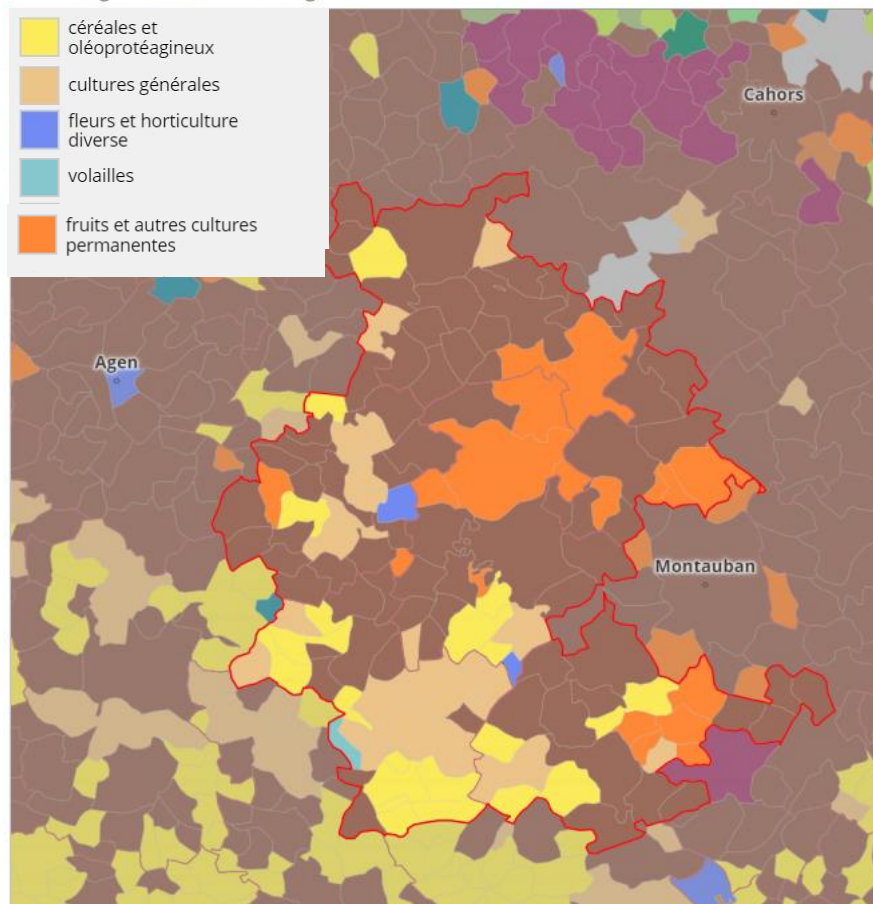 céréales et
oléoprotéagineux
cultures générales
fleurs et horticulture
diverse
volailles
fruits et autres cultures
permanentes
Cahors
Agen
Montauban